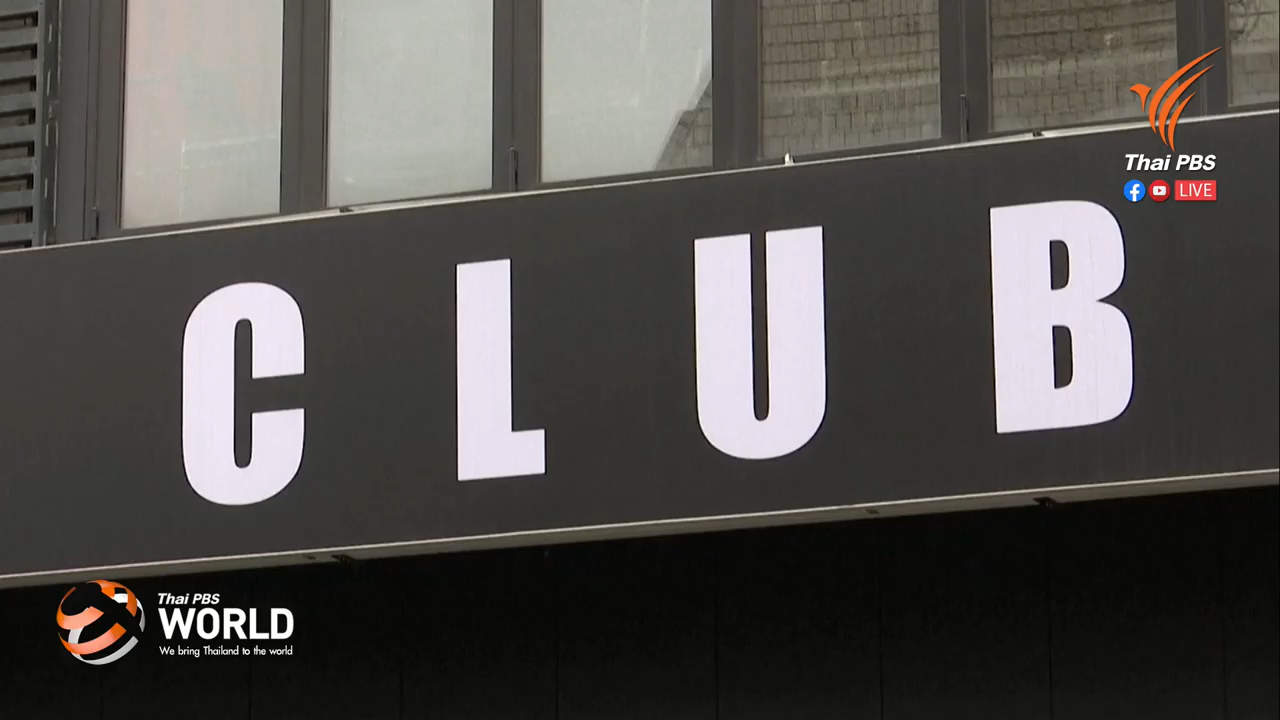 Thai PBS
LIVE
CLUB
Thai PBS
WORLD
We bring Thailand to the world